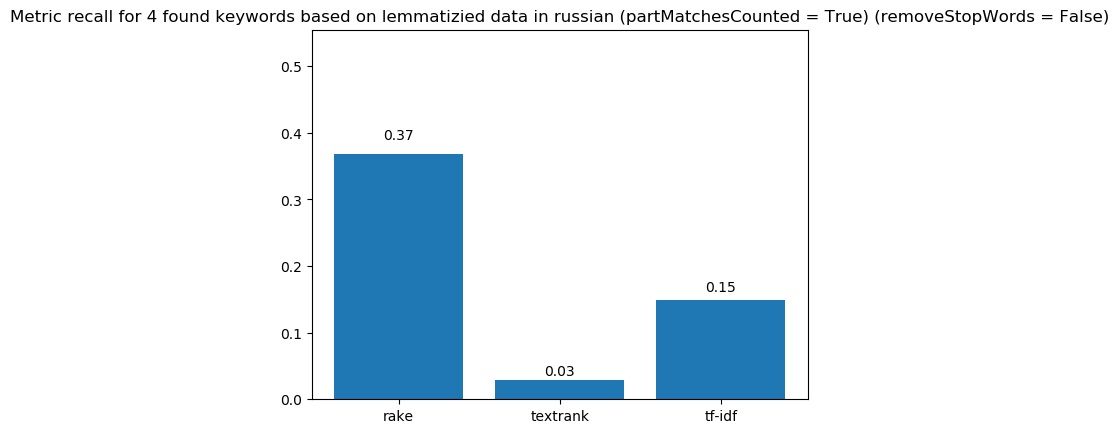 Metric recall for 4 found keywords based on lemmatizied data in russian (partMatchesCounted = True) (removeStopWords = False)
0.5
0.4
0.3
0.2
0.1
0.0
0.37
0.03
0.15
rake
textrank
tf-idf